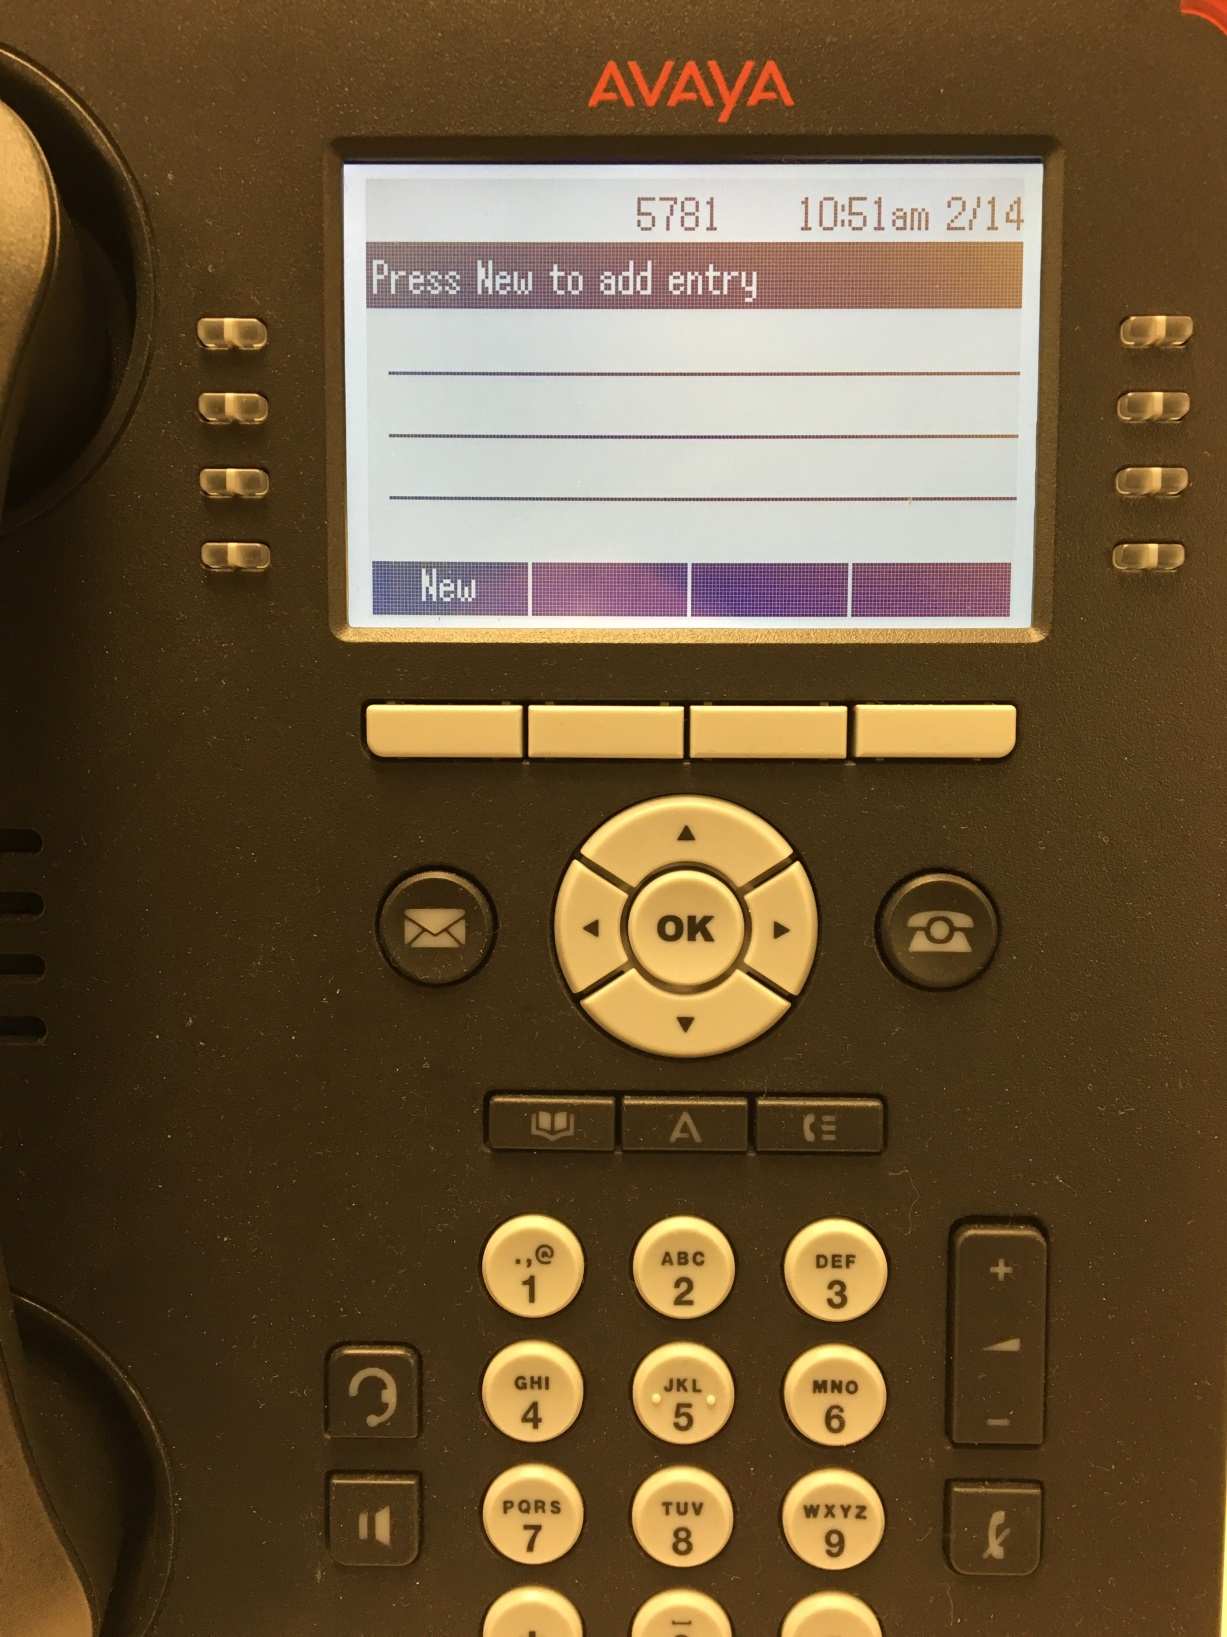 AVAYA
5781 10:51am 2/14
Press New to add entry
New
OK
.,@ ABC DEF
1 2 3
+
GHI JKL MNO
4 5 6
-
PQRS TUV WXYZ
7 8 9